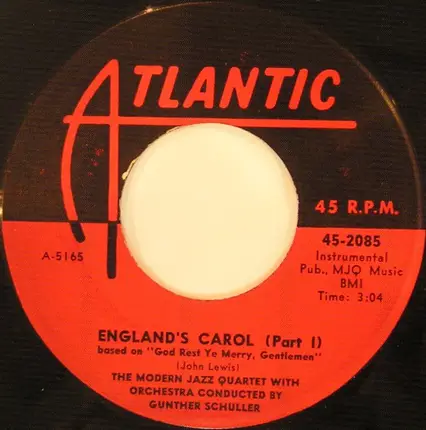 ATLANTIC
45 R.P.M.
A-5165
45-2085
Instrumental
Pub., MJQ Music
BMI
Time: 3:04
ENGLAND'S CAROL (Part I)
based on "God Rest Ye Merry, Gentlemen"
(John Lewis)
THE MODERN JAZZ QUARTET WITH
ORCHESTRA CONDUCTED BY
GUNTHER SCHULLER